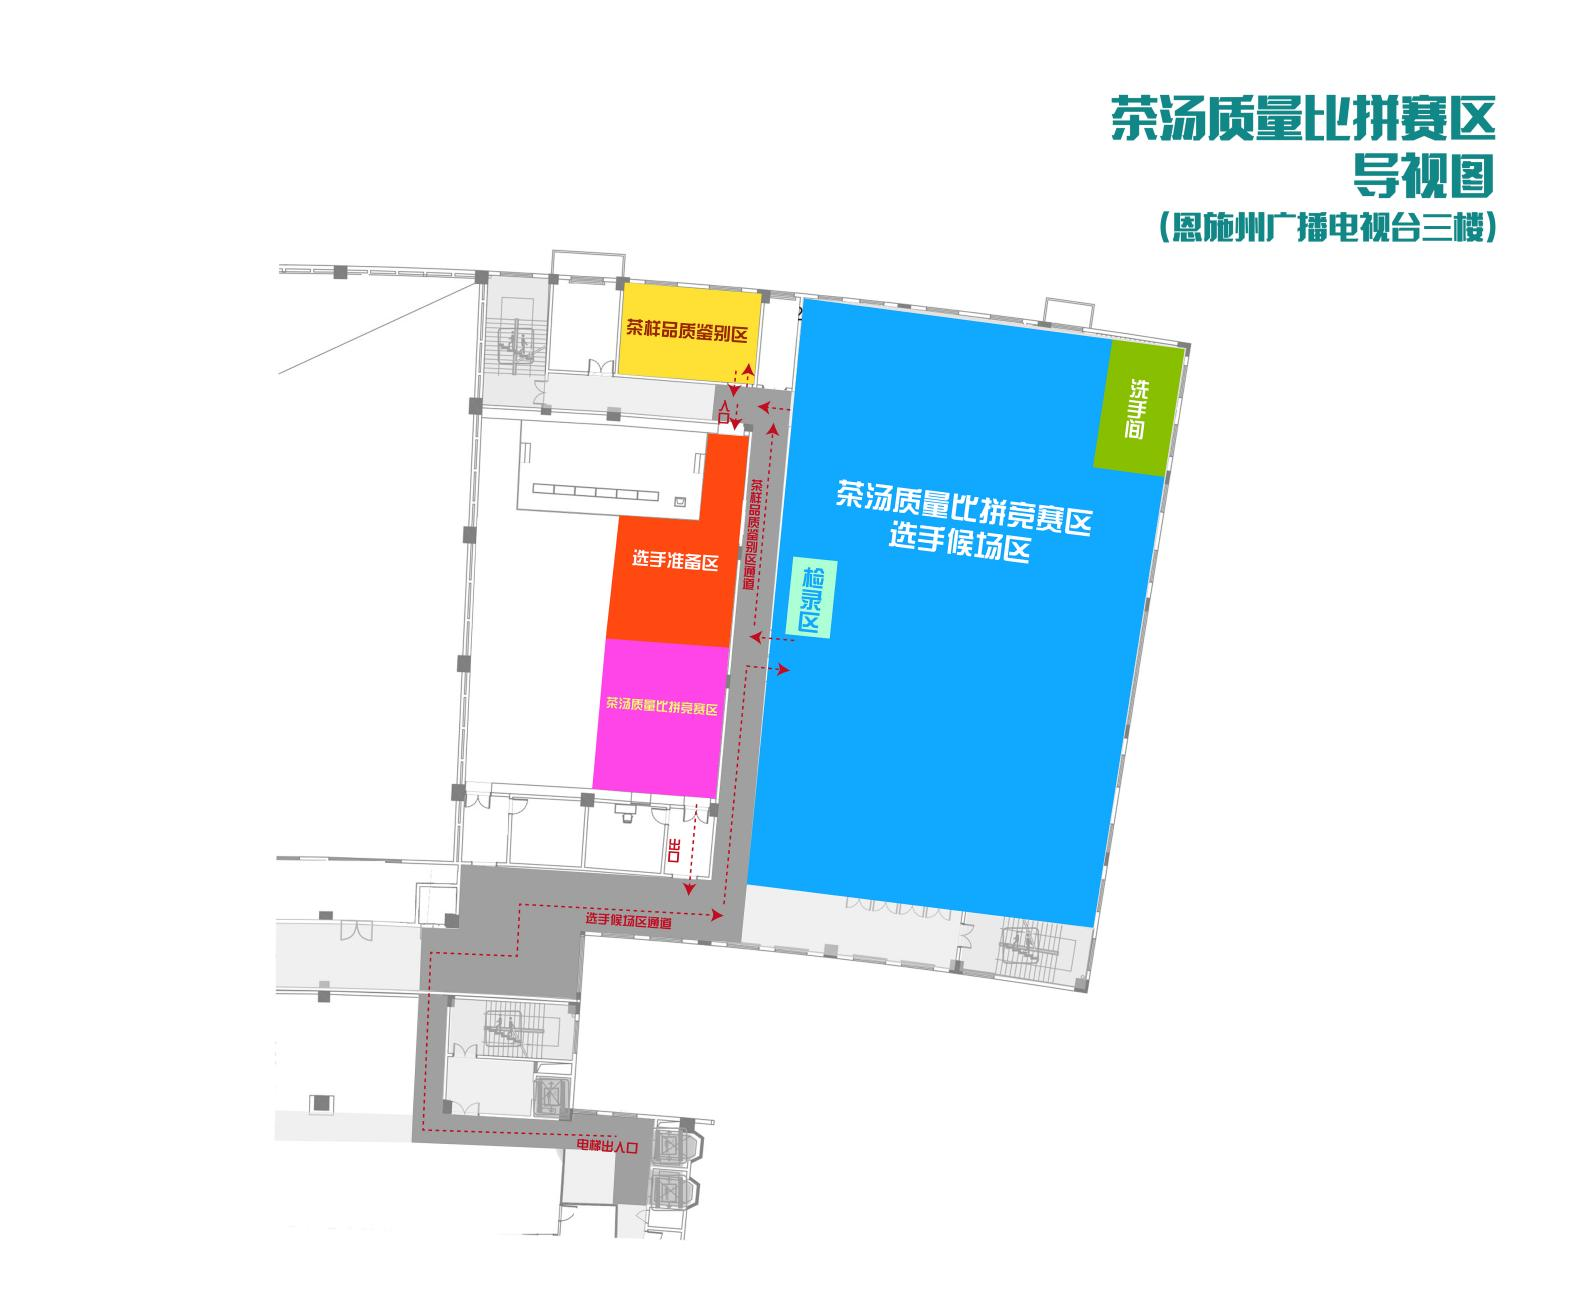 茶汤质量比拼赛区
导视图
（恩施州广播电视台三楼）
茶样品质鉴别区
入口
洗手间
茶样品质鉴别区通道
茶汤质量比拼竞赛区
选手候场区
选手准备区
检录区
茶汤质量比拼竞赛区
出口
选手候场区通道
电梯出入口